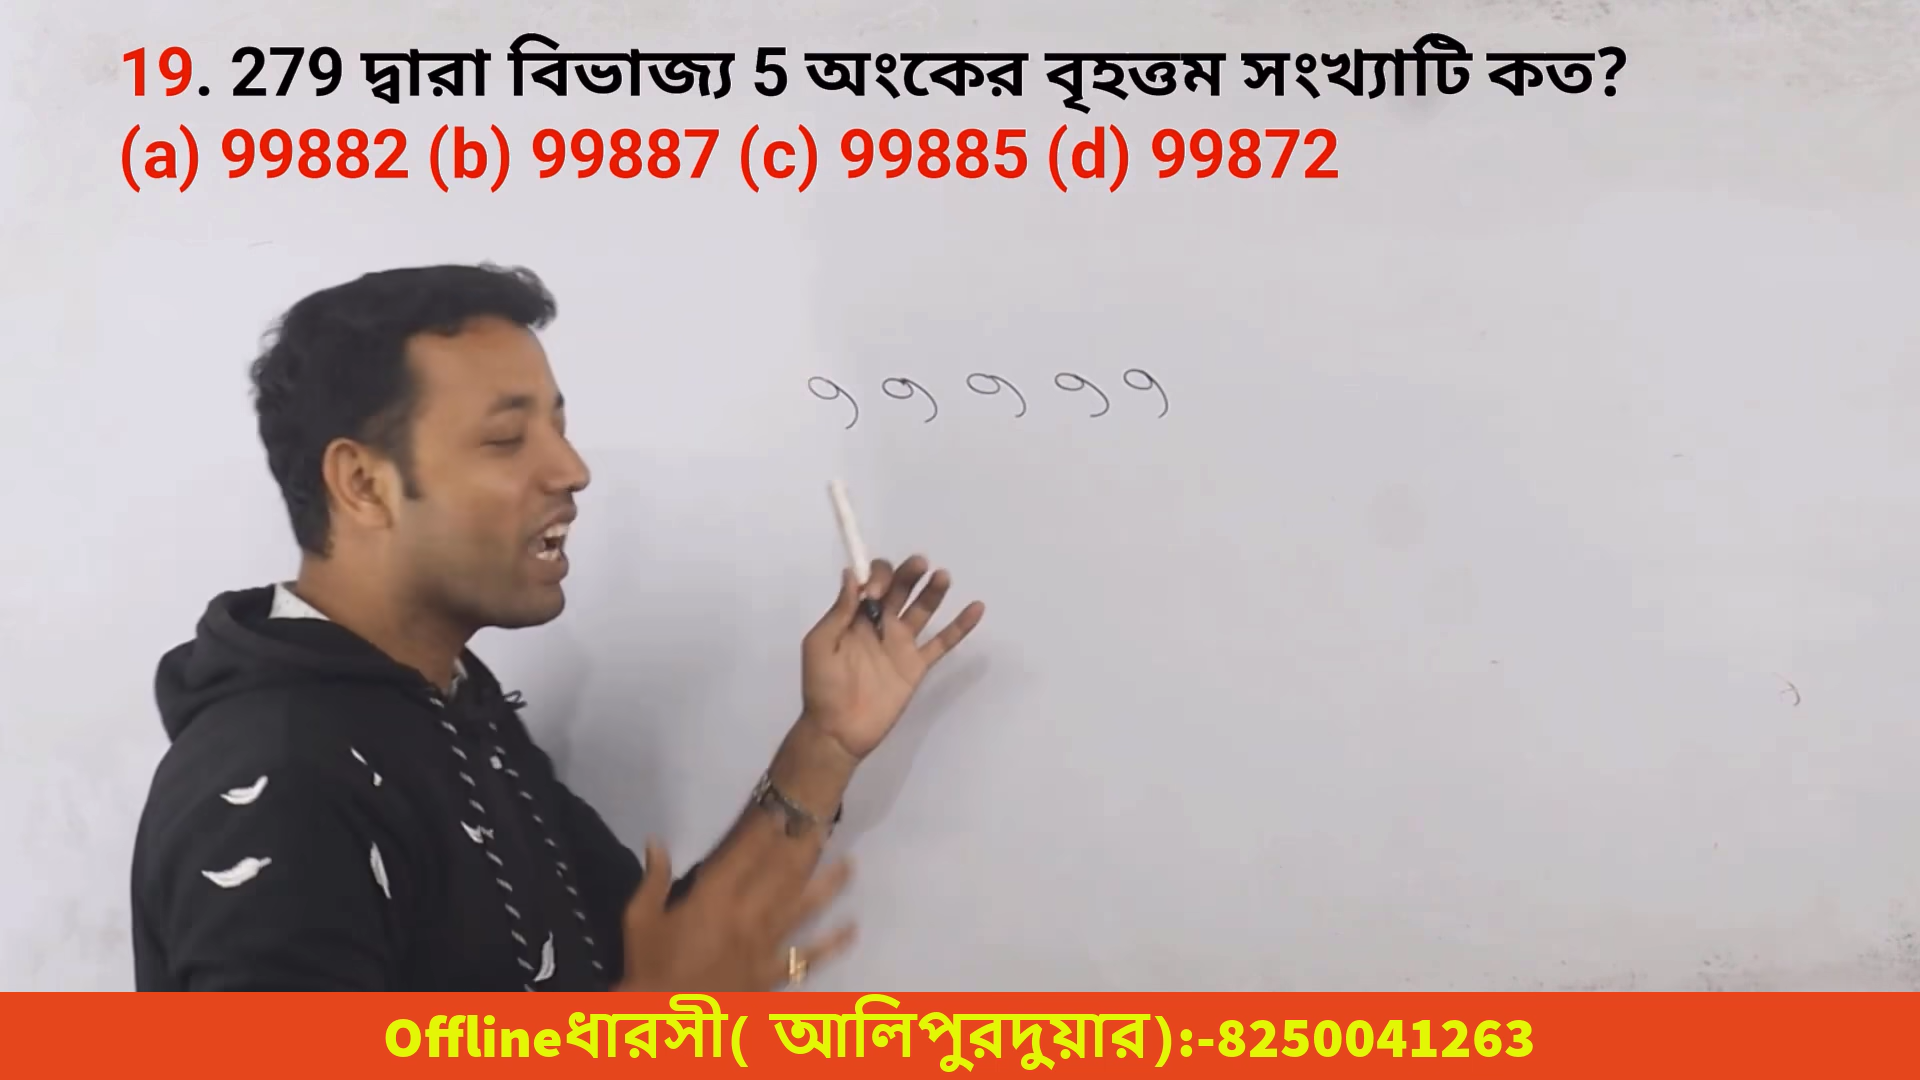 19. 279 দ্বারা বিভাজ্য 5 অংকের বৃহত্তম সংখ্যাটি কত?
(a) 99882 (b) 99887 (c) 99885 (d) 99872
99999
Offlineধারসী( আলিপুরদুয়ার):-8250041263